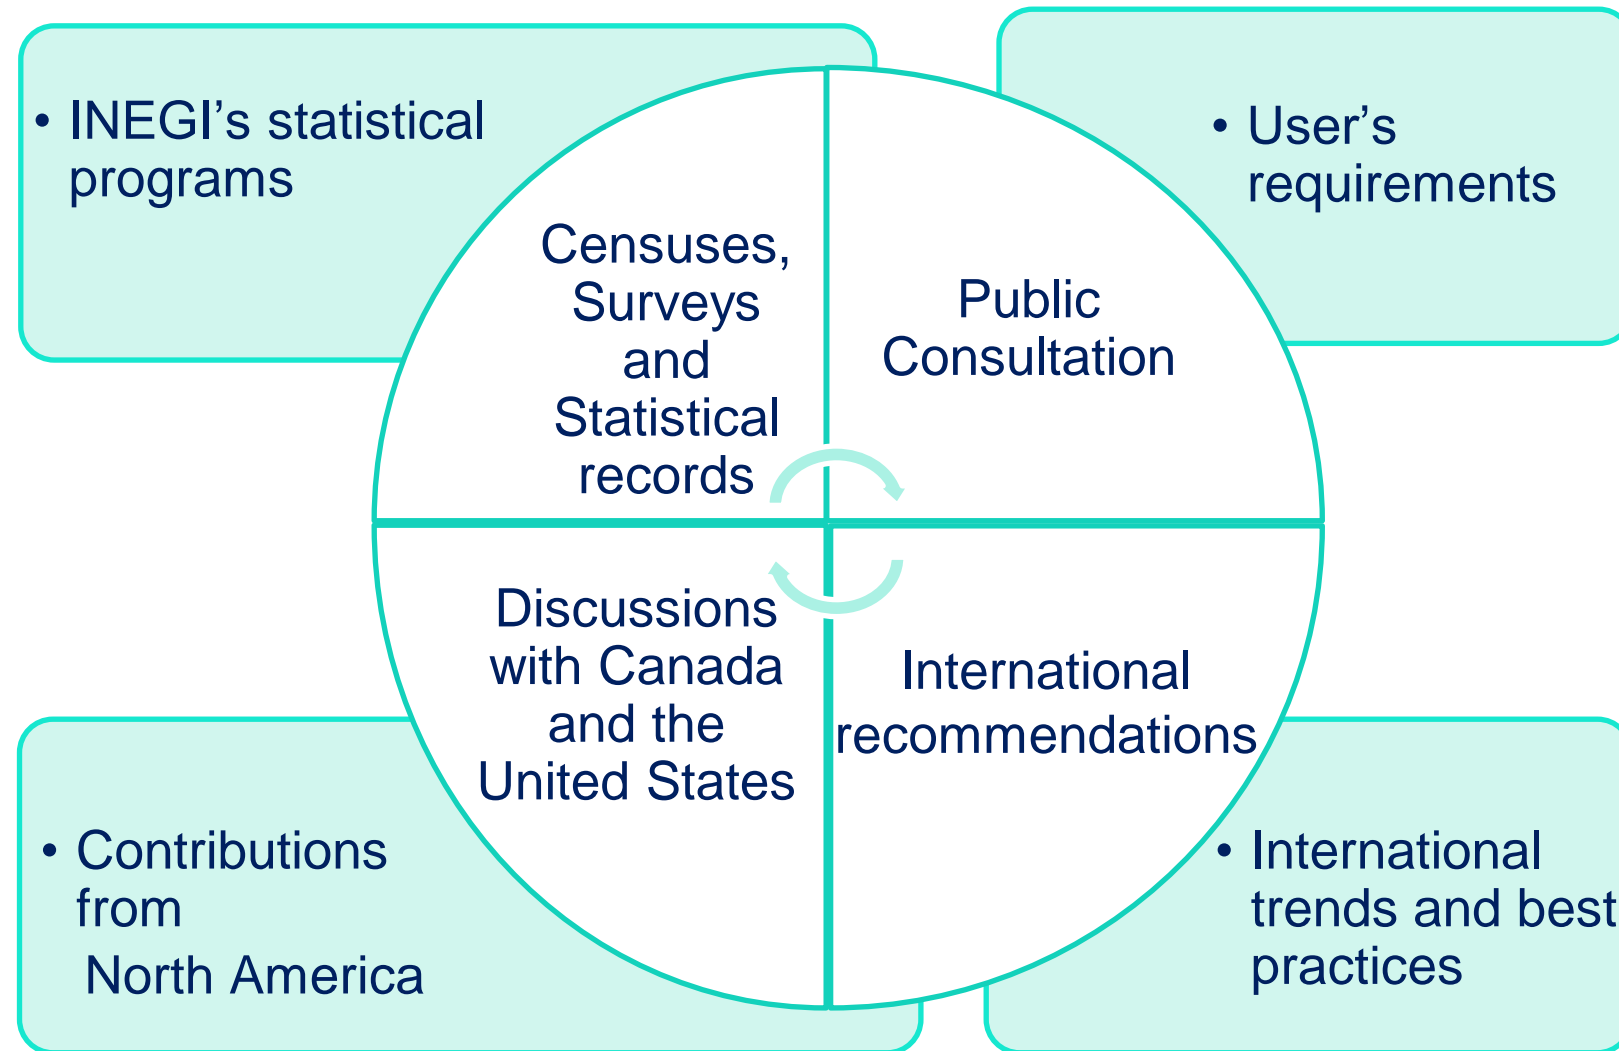 • INEGI’s statistical
programs
Censuses,
Surveys
and
Statistical
records
Public
Consultation
• User’s
requirements
Discussions
with Canada
and the
United States
International
recommendations
• Contributions
from
North America
• International
trends and best
practices